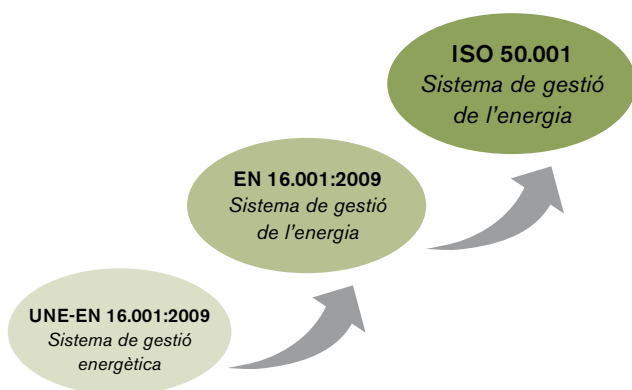 ISO 50.001
Sistema de gestió
de l'energia
EN 16.001:2009
Sistema de gestió
de l'energia
UNE-EN 16.001:2009
Sistema de gestió
energètica